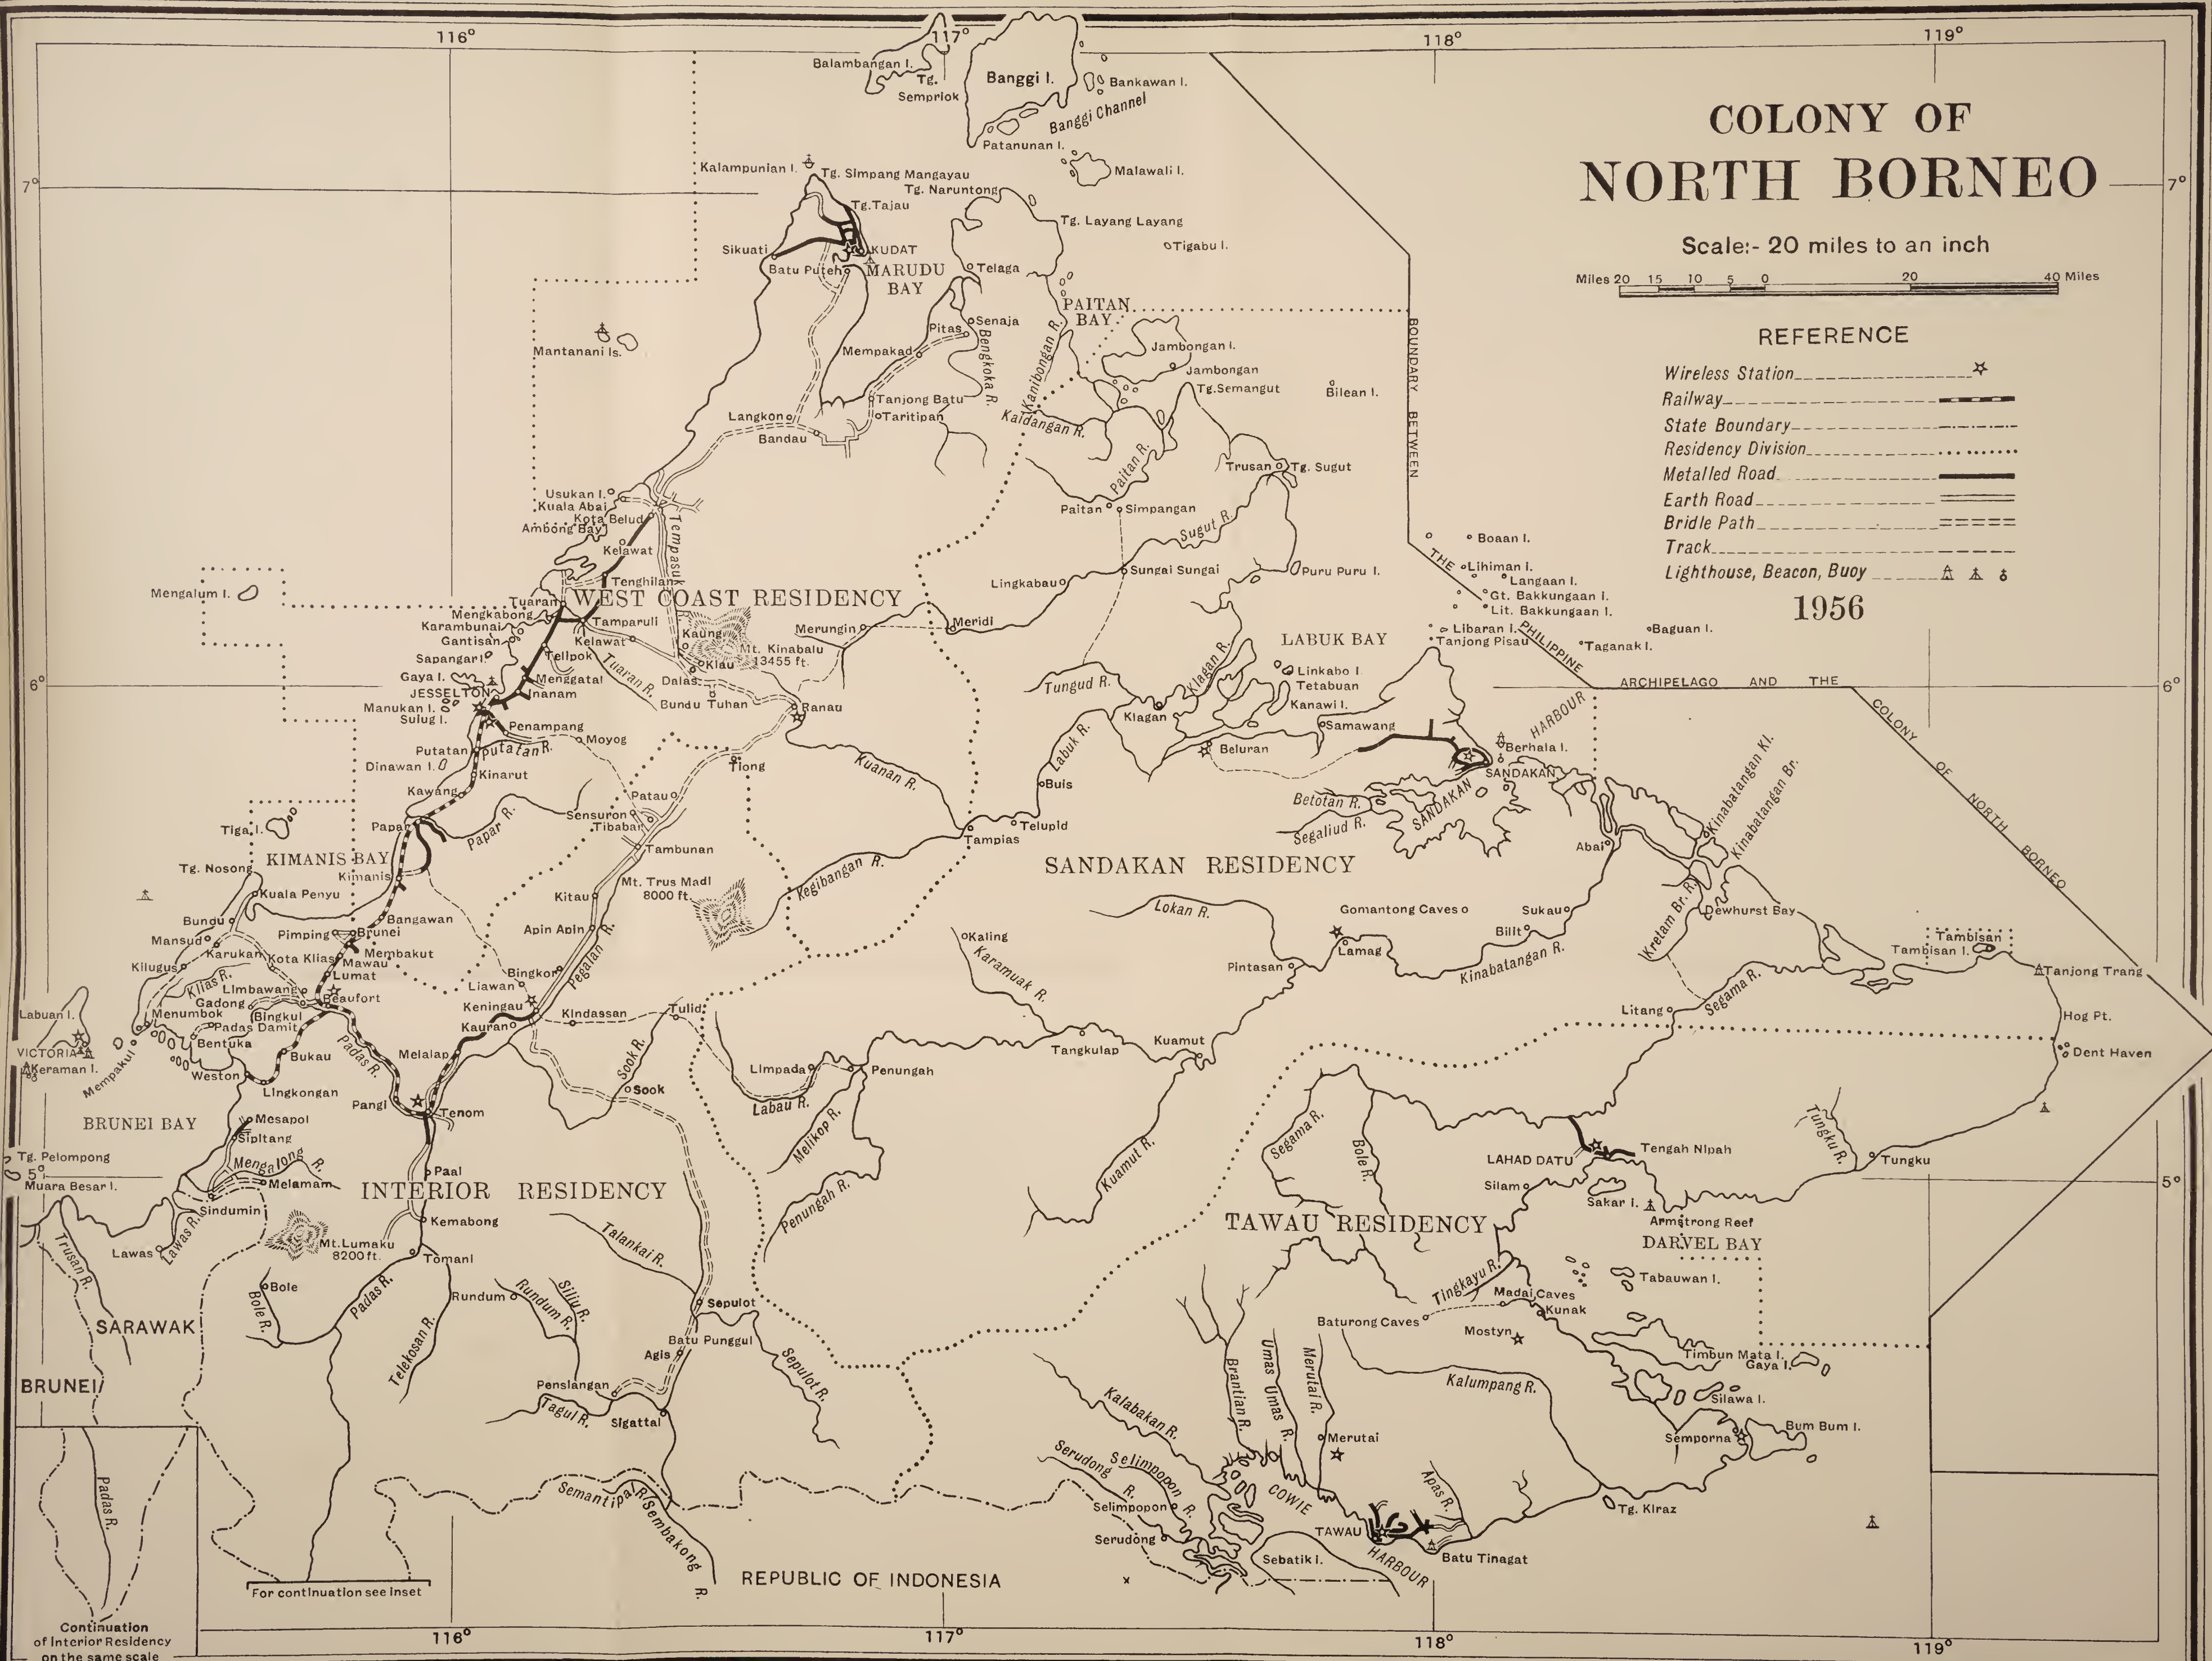 116°
117°
118°
119°
COLONY OF
NORTH BORNEO
Scale:- 20 miles to an inch
Miles 20 15 10 5 0 20 40 Miles
REFERENCE
Wireless Station
Railway
State Boundary
Residency Division
Metalled Road
Earth Road
Bridle Path
Track
Lighthouse, Beacon, Buoy
1956
7°
7°
6°
6°
5°
5°
Balambangan I.
Tg.
Sempriok
Banggi I.
Bankawan I.
Banggi Channel
Patanunan I.
Malawali I.
Kalampunian I.
Tg. Simpang Mangayau
Tg. Naruntong
Tg. Tajau
Tg. Layang Layang
Tigabu I.
Sikuati
KUDAT
Batu Puteh
MARUDU
BAY
Telaga
PAITAN
BAY
Mantanani Is.
Pitas
Senaja
Mempakad
Bengkoka R.
Kanibongan R.
Jambongan I.
Jambongan
Tg. Semangut
Bilean I.
Tanjong Batu
Taritipan
Langkon
Bandau
Kaidangan R.
Paitan R.
Trusan
Tg. Sugut
Paitan
Simpangan
Sugut R.
BOUNDARY BETWEEN
THE
PHILIPPINE
ARCHIPELAGO AND THE
COLONY
OF
NORTH
BORNEO
Usukan I.
Kuala Abai
Kota Belud
Ambong Bay
Kelawat
Tempasuk
Tenghilan
Boaan I.
Lihiman I.
Langaan I.
Gt. Bakkungaan I.
Lit. Bakkungaan I.
Lingkabau
Sungai Sungai
Puru Puru I.
Mengalum I.
WEST COAST RESIDENCY
Tuaran
Mengkabong
Karambunai
Gantisan
Sapangar I.
Tamparuli
Kelawat
Kaung
Telipok
Tuaran R.
Kiau
Mt. Kinabalu
13455 ft.
Merungin
Meridi
LABUK BAY
Libaran I.
Tanjong Pisau
Baguan I.
Taganak I.
Gaya I.
JESSELTON
Manukan I.
Sulug I.
Menggatal
Inanam
Dalas
Bundu Tuhan
Ranau
Tungud R.
Klagan R.
Linkabo I.
Tetabuan
Kanawi I.
Klagan
Samawang
Beluran
Labuk R.
Penampang
Putatan
Putatan R.
Moyog
Dinawan I.
Kinarut
Kawang
Tiong
Kuanan R.
Buis
HARBOUR
Berhala I.
SANDAKAN
SANDAKAN
Betotan R.
Segaliud R.
Kinabatangan Kl.
Kinabatangan Br.
Patau
Sensuron
Tibabar
Tambunan
Papar
Papar R.
Tiga I.
Telupid
Tampias
Abai
KIMANIS BAY
Kimanis
Tg. Nosong
Kuala Penyu
SANDAKAN RESIDENCY
Kegibangan R.
Mt. Trus Madi
8000 ft.
Kitau
Apin Apin
Pegalan R.
Lokan R.
Gomantong Caves
Sukau
Bilit
Kretam Br. R.
Dewhurst Bay
Bundu
Mansud
Bangawan
Pimping
Brunei
Membakut
Karukan
Kota Klias
Mawau
Lumat
Kilugus
Klias R.
Kaling
Karamuak R.
Pintasan
Lamag
Kinabatangan R.
Tambisan
Tambisan I.
Tanjong Trang
Bingkor
Liawan
Keningau
Limbawang
Gadong
Beaufort
Bingkul
Menumbok
Padas Damit
Bentuka
Labuan I.
VICTORIA
Keraman I.
Mempakul
Kauran
Kindassan
Tulid
Litang
Segama R.
Hog Pt.
Dent Haven
Bukau
Padas R.
Melalap
Weston
Lingkongan
Sook R.
Sook
Limpada
Penungah
Labau R.
Tangkulap
Kuamut
Pangi
Tenom
BRUNEI BAY
Mesapol
Sipitang
Mengalong R.
Melamam
Tg. Pelompong
Muara Besar I.
Melikop R.
Penungah R.
Kuamut R.
Segama R.
Bole R.
Tungku R.
Tungku
LAHAD DATU
Tengah Nipah
Silam
Sakar I.
Armstrong Reef
DARVEL BAY
Paal
INTERIOR RESIDENCY
TAWAU RESIDENCY
Sindumin
Kemabong
Lawas
Lawas R.
Trusan R.
Mt. Lumaku
8200 ft.
Tomani
Talankai R.
Bole
Bole R.
Padas R.
Rundum
Rundum R.
Siliu R.
Telekosan R.
Sepulot
Batu Punggul
Agis
Sepulot R.
Tingkayu R.
Madai Caves
Kunak
Baturong Caves
Mostyn
Tabauwan I.
Timbun Mata I.
Gaya I.
SARAWAK
BRUNEI
Pensiangan
Tagul R.
Sigattal
Brantian R.
Umas Umas R.
Merutai R.
Kalumpang R.
Silawa I.
Bum Bum I.
Semporna
Kalabakan R.
Serudong R.
Selimpopon R.
Merutai
Selimpopon
Serudong
COWIE
HARBOUR
TAWAU
Apas R.
Tg. Kiraz
Batu Tinagat
Sebatik I.
Semantipal R.
Sembakong R.
REPUBLIC OF INDONESIA
Padas R.
For continuation see inset
Continuation
of Interior Residency
on the same scale
116°
117°
118°
119°